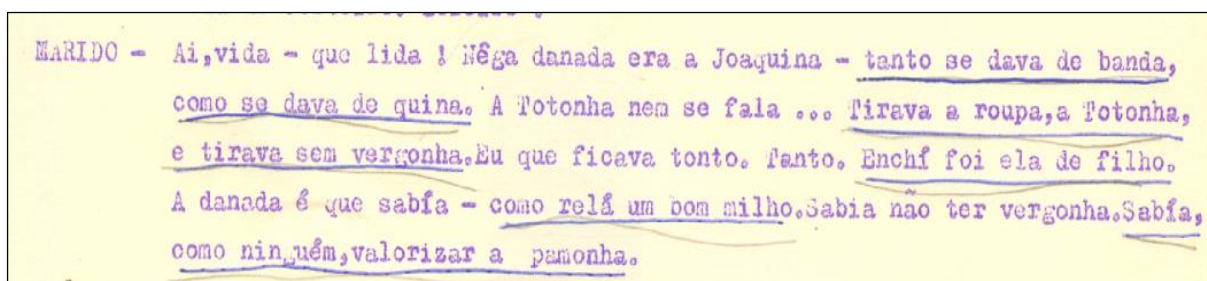 MARIDO - Ai,vida - que lida ! Nêga danada era a Joaquina - tanto se dava de banda,
como se dava de quina. A Totonha nem se fala ... Tirava a roupa,a Totonha,
e tirava sem vergonha.Eu que ficava tonto. Tanto. Enchí foi ela de filho.
A danada é que sabía - como relá um bom milho.Sabia não ter vergonha.Sabía,
como ninguém,valorizar a pamonha.